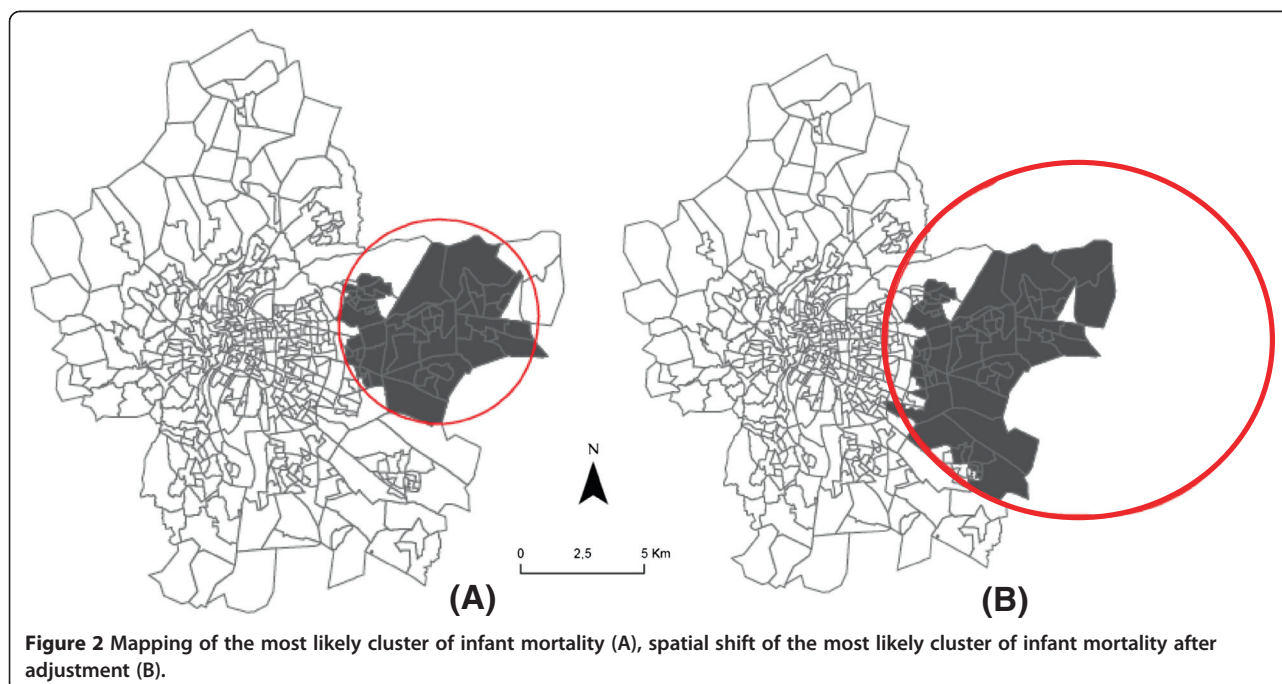 N
0 2,5 5 Km
(A) (B)
Figure 2 Mapping of the most likely cluster of infant mortality (A), spatial shift of the most likely cluster of infant mortality after
adjustment (B).